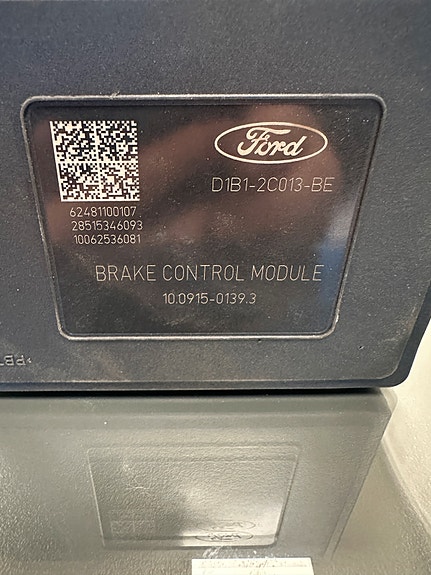 Ford
D1B1-2C013-BE
62481100107
28515346093
10062536081
BRAKE CONTROL MODULE
10.0915-0139.3